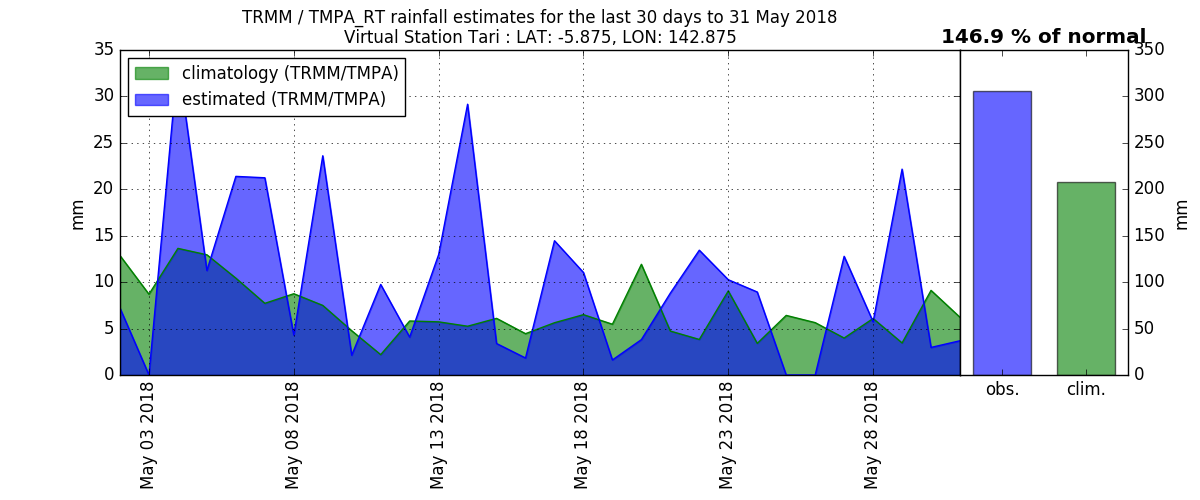 TRMM / TMPA_RT rainfall estimates for the last 30 days to 31 May 2018
Virtual Station Tari : LAT: -5.875, LON: 142.875
146.9 % of normal
climatology (TRMM/TMPA)
estimated (TRMM/TMPA)
35
30
25
20
15
10
5
0
mm
May 03 2018
May 08 2018
May 13 2018
May 18 2018
May 23 2018
May 28 2018
350
300
250
200
150
100
50
0
mm
obs.
clim.